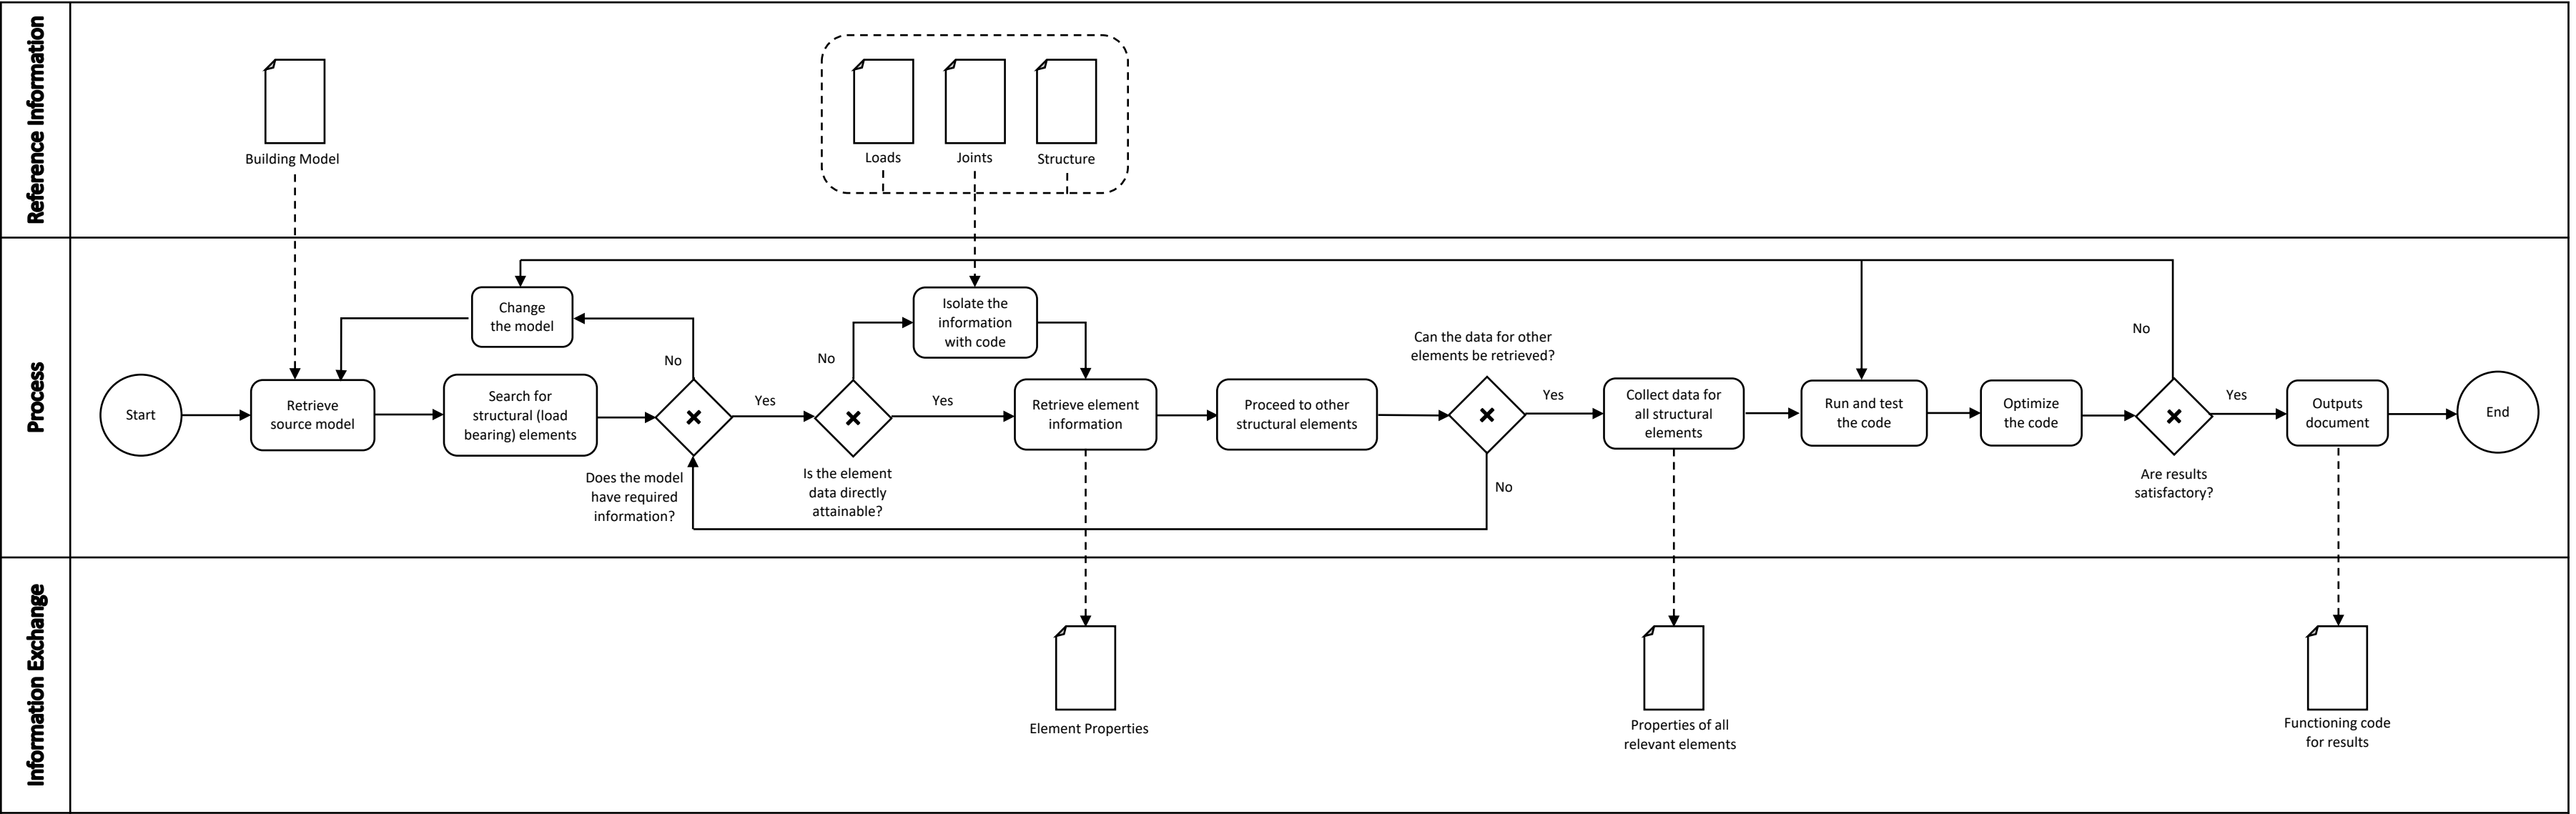 Reference Information
Building Model
Loads
Joints
Structure
Process
Start
Retrieve
source model
Change
the model
Search for
structural (load
bearing) elements
No
Does the model
have required
information?
Yes
No
Is the element
data directly
attainable?
Isolate the
information
with code
Yes
Retrieve element
information
Proceed to other
structural elements
Can the data for other
elements be retrieved?
Yes
No
Collect data for
all structural
elements
Run and test
the code
Optimize
the code
No
Are results
satisfactory?
Yes
Outputs
document
End
Information Exchange
Element Properties
Properties of all
relevant elements
Functioning code
for results